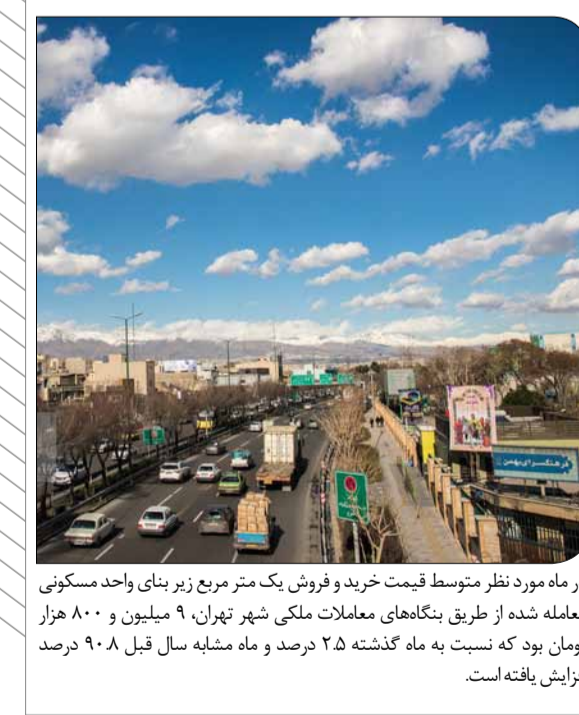 فرهنگسرای بهمن
ر ماه مورد نظر متوسط قیمت خرید و فروش یک متر مربع زیر بنای واحد مسکونی
عامله شده از طریق بنگاه‌های معاملات ملکی شهر تهران، ۹ میلیون و ۸۰۰ هزار
ومان بود که نسبت به ماه گذشته ۲.۵ درصد و ماه مشابه سال قبل ۹۰.۸ درصد
زایش یافته است.